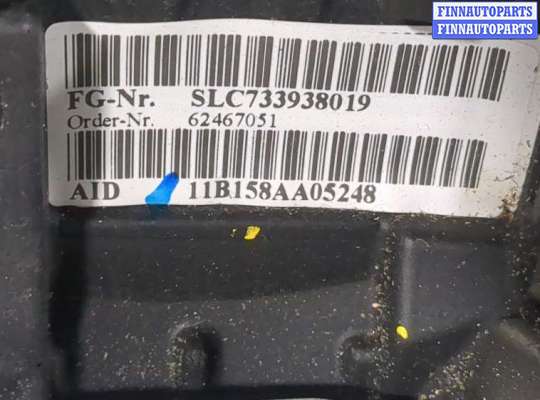 FINNAUTOPARTS
FINNAUTOPARTS
FG-Nr. SLC733938019
Order-Nr. 62467051
AID 11B158AA05248